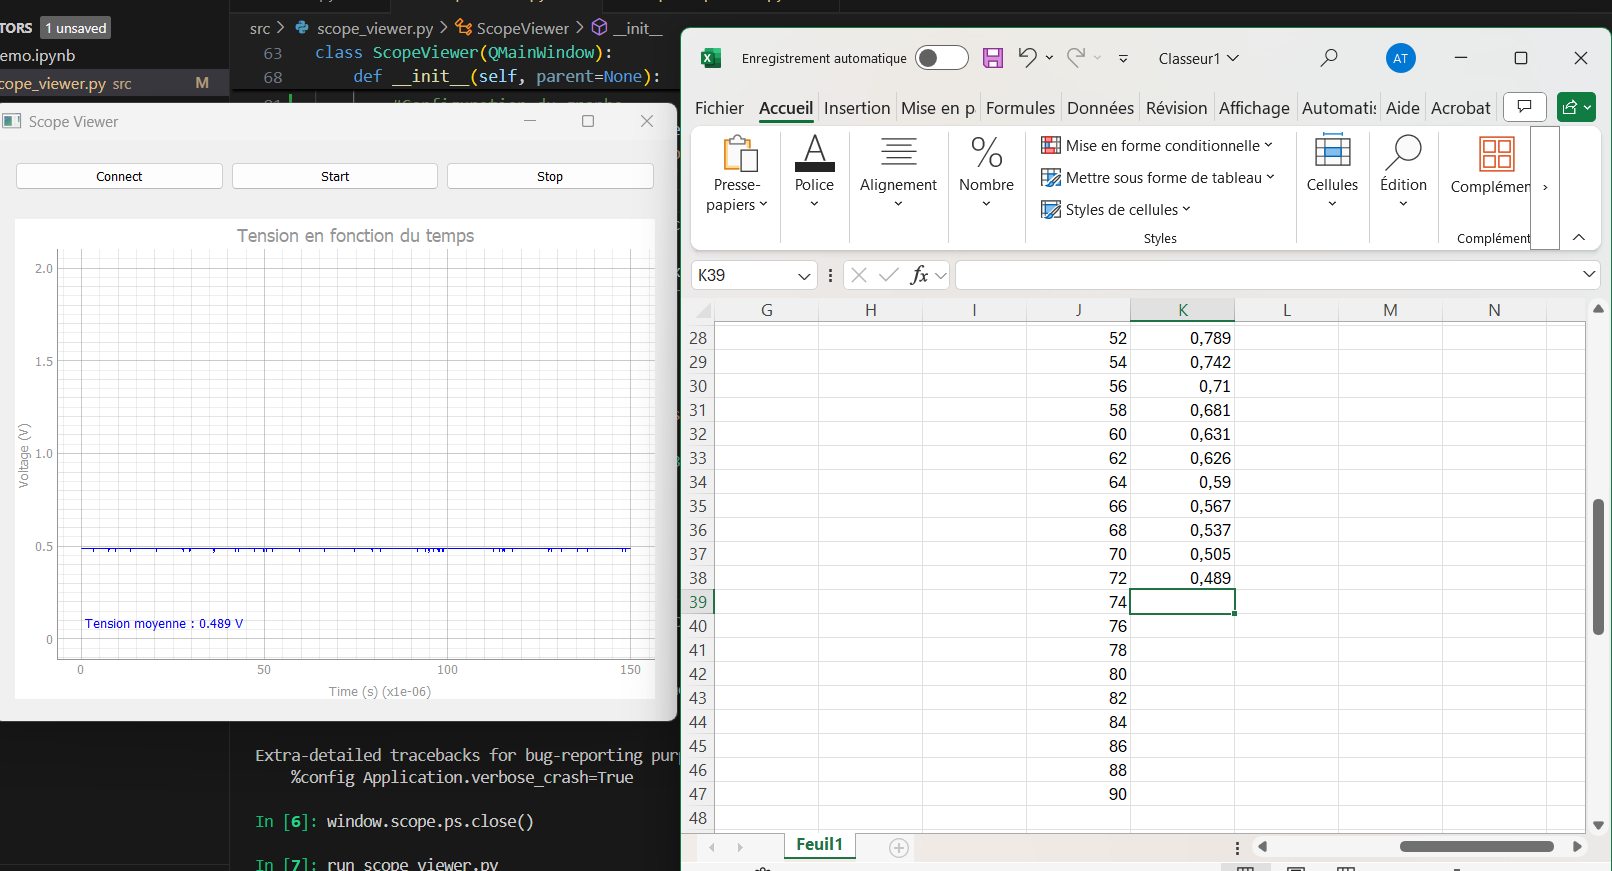 TORS 1 unsaved
emo.ipynb
cope_viewer.py src M
src > scope_viewer.py > ScopeViewer > __init__
63 class ScopeViewer(QMainWindow):
68 def __init__(self, parent=None):
Scope Viewer
Connect Start Stop
Tension en fonction du temps
2.0
1.5
1.0
0.5
0
Voltage (V)
Tension moyenne : 0.489 V
0 50 100 150
Time (s) (x1e-06)
Extra-detailed tracebacks for bug-reporting purp
%config Application.verbose_crash=True
In [6]: window.scope.ps.close()
In [7]: run scope_viewer.py
Enregistrement automatique Classeur1 AT
Fichier Accueil Insertion Mise en p Formules Données Révision Affichage Automatis Aide Acrobat
Presse-papiers
Police
Alignement
Nombre
Mise en forme conditionnelle
Mettre sous forme de tableau
Styles de cellules
Styles
Cellules
Édition
Complémen
Complément
K39 fx
G H I J K L M N
28 52 0,789
29 54 0,742
30 56 0,71
31 58 0,681
32 60 0,631
33 62 0,626
34 64 0,59
35 66 0,567
36 68 0,537
37 70 0,505
38 72 0,489
39 74
40 76
41 78
42 80
43 82
44 84
45 86
46 88
47 90
48
Feuil1